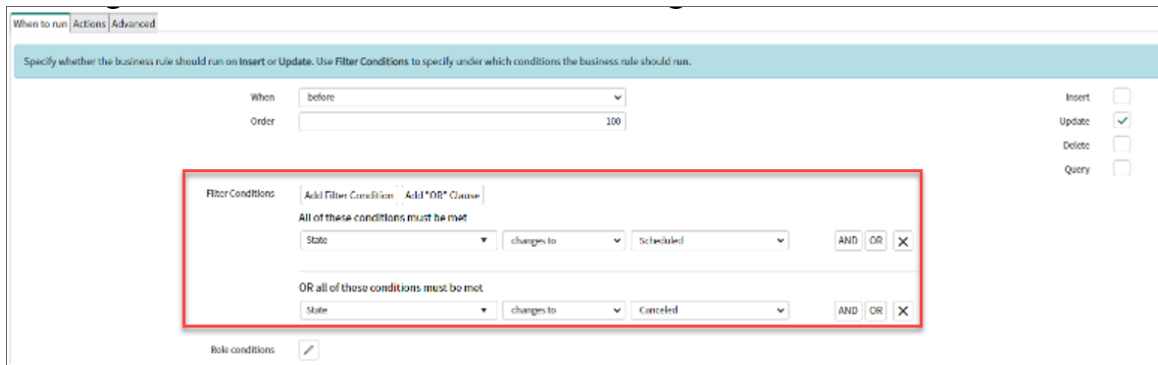 When to run Actions Advanced
Specify whether the business rule should run on Insert or Update. Use Filter Conditions to specify under which conditions the business rule should run.
When before Insert
Order 100 Update
Delete
Query
Filter Conditions Add Filter Condition Add "OR" Clause
All of these conditions must be met
State changes to Scheduled AND OR X
OR all of these conditions must be met
State changes to Canceled AND OR X
Role conditions